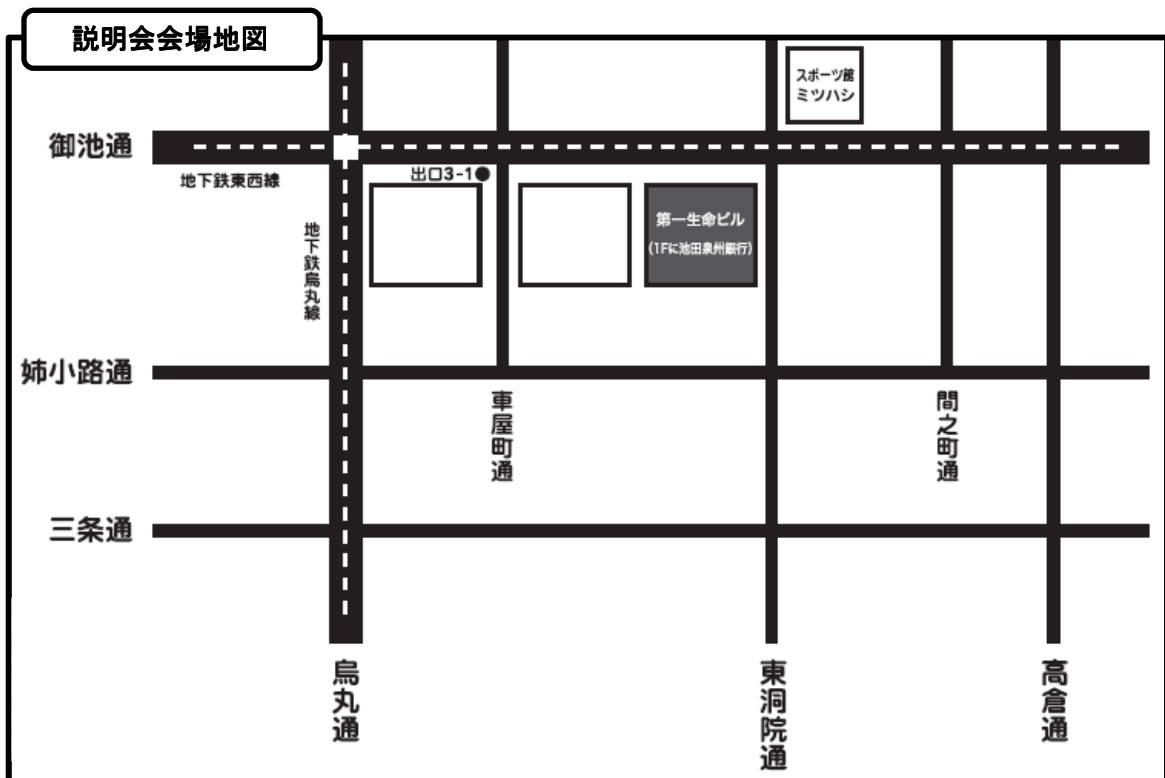 説明会会場地図
スポーツ館
ミツハシ
御池通
地下鉄東西線
出口3-1●
第一生命ビル
(1Fに池田泉州銀行)
地下鉄烏丸線
姉小路通
車屋町通
間之町通
三条通
烏丸通
東洞院通
高倉通